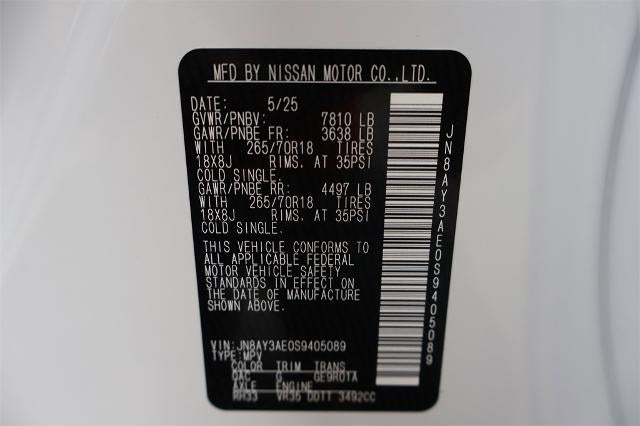 MFD BY NISSAN MOTOR CO.,LTD.
DATE: 5/25
GVWR/PNBV: 7810 LB
GAWR/PNBE FR: 3638 LB
WITH 265/70R18 TIRES
18X8J RIMS. AT 35PSI
COLD SINGLE.
GAWR/PNBE RR: 4497 LB
WITH 265/70R18 TIRES
18X8J RIMS. AT 35PSI
COLD SINGLE.
THIS VEHICLE CONFORMS TO
ALL APPLICABLE FEDERAL
MOTOR VEHICLE SAFETY
STANDARDS IN EFFECT ON
THE DATE OF MANUFACTURE
SHOWN ABOVE.
VIN:JN8AY3AE0S9405089
TYPE:MPV
COLOR TRIM TRANS
QAC G GE9R01A
AXLE ENGINE
RR33 VR35 DDTT 3492CC
JN8AY3AE0S9405089